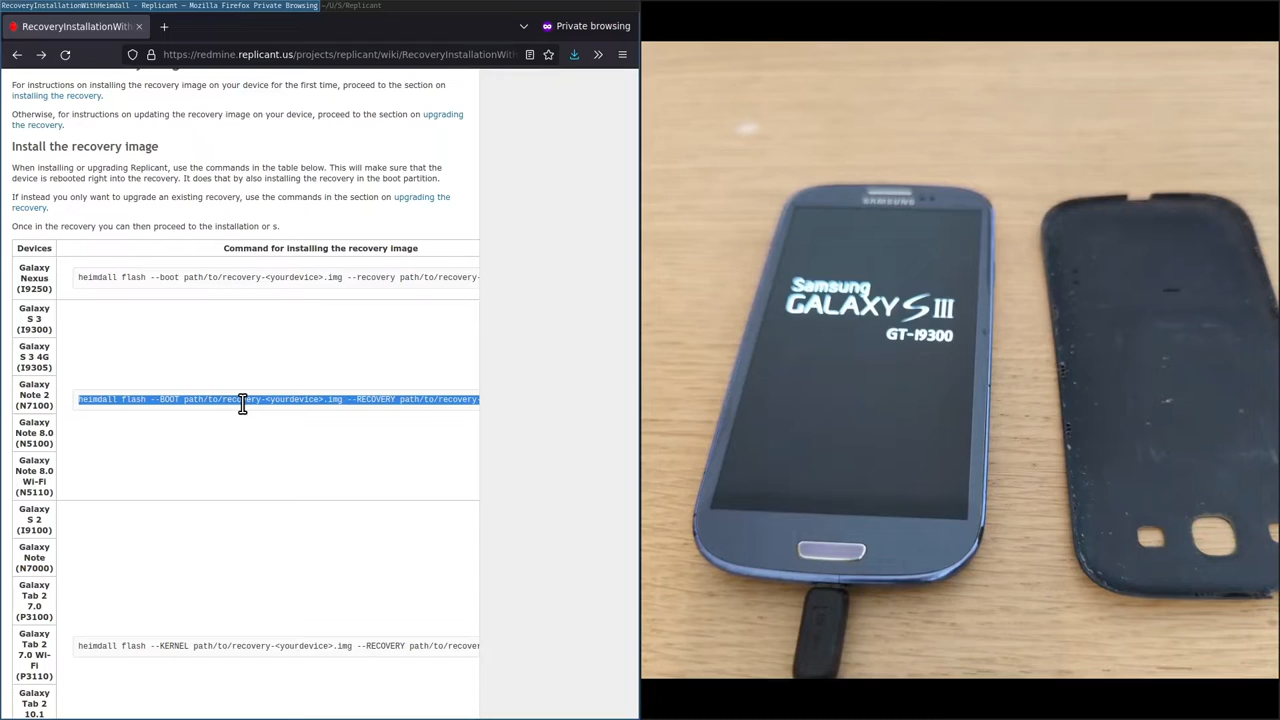 RecoveryInstallationWithHeimdall - Replicant — Mozilla Firefox Private Browsing
~/U/S/Replicant
RecoveryInstallationWith
Private browsing
https://redmine.replicant.us/projects/replicant/wiki/RecoveryInstallationWith
For instructions on installing the recovery image on your device for the first time, proceed to the section on
installing the recovery.
Otherwise, for instructions on updating the recovery image on your device, proceed to the section on upgrading
the recovery.
Install the recovery image
When installing or upgrading Replicant, use the commands in the table below. This will make sure that the
device is rebooted right into the recovery. It does that by also installing the recovery in the boot partition.
If instead you only want to upgrade an existing recovery, use the commands in the section on upgrading the
recovery.
Once in the recovery you can then proceed to the installation or s.
Devices
Command for installing the recovery image
Galaxy
Nexus
(I9250)
heimdall flash --boot path/to/recovery-<yourdevice>.img --recovery path/to/recovery-
Galaxy
S 3
(I9300)
Galaxy
S 3 4G
(I9305)
Galaxy
Note 2
(N7100)
heimdall flash --BOOT path/to/recovery-<yourdevice>.img --RECOVERY path/to/recovery-
Galaxy
Note 8.0
(N5100)
Galaxy
Note 8.0
Wi-Fi
(N5110)
Galaxy
S 2
(I9100)
Galaxy
Note
(N7000)
Galaxy
Tab 2
7.0
(P3100)
Galaxy
Tab 2
7.0 Wi-
Fi
(P3110)
heimdall flash --KERNEL path/to/recovery-<yourdevice>.img --RECOVERY path/to/recover
Galaxy
Tab 2
10.1
SAMSUNG
Samsung
GALAXY S III
GT-I9300